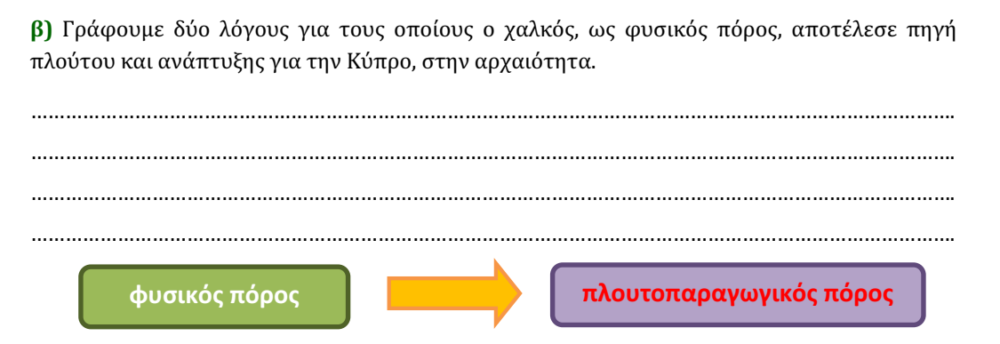 β) Γράφουμε δύο λόγους για τους οποίους ο χαλκός, ως φυσικός πόρος, αποτέλεσε πηγή
πλούτου και ανάπτυξης για την Κύπρο, στην αρχαιότητα.
φυσικός πόρος
πλουτοπαραγωγικός πόρος